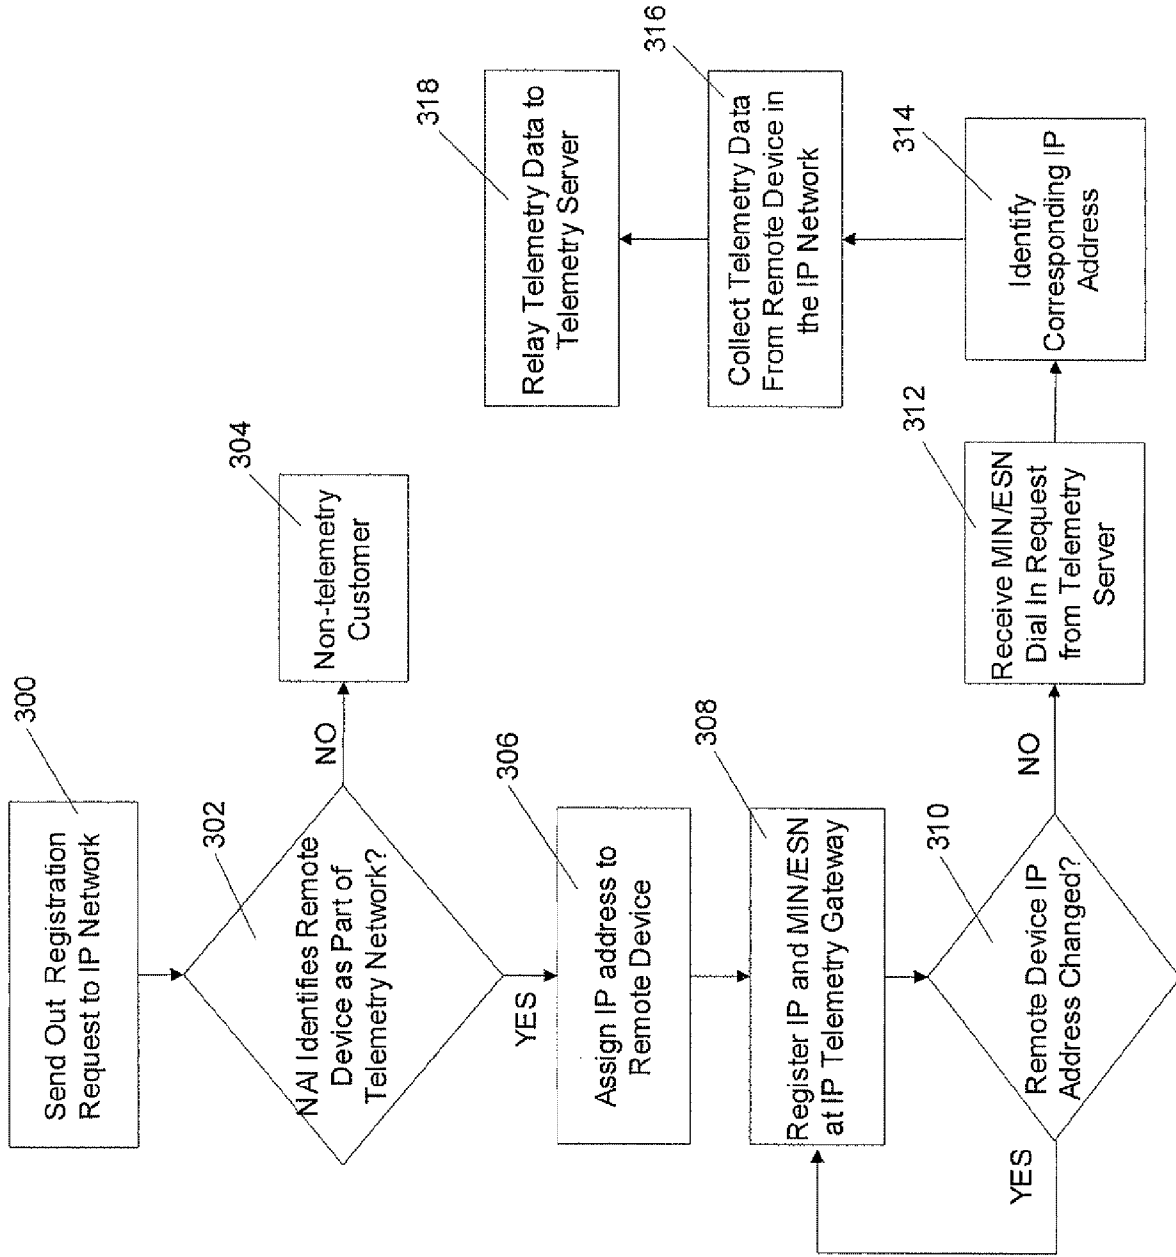 300
Send Out Registration
Request to IP Network
302
NAI Identifies Remote
Device as Part of
Telemetry Network?
NO
304
Non-telemetry
Customer
YES
306
Assign IP address to
Remote Device
308
Register IP and MIN/ESN
at IP Telemetry Gateway
310
Remote Device IP
Address Changed?
YES
NO
312
Receive MIN/ESN
Dial In Request
from Telemetry
Server
314
Identify
Corresponding IP
Address
316
Collect Telemetry Data
From Remote Device in
the IP Network
318
Relay Telemetry Data to
Telemetry Server